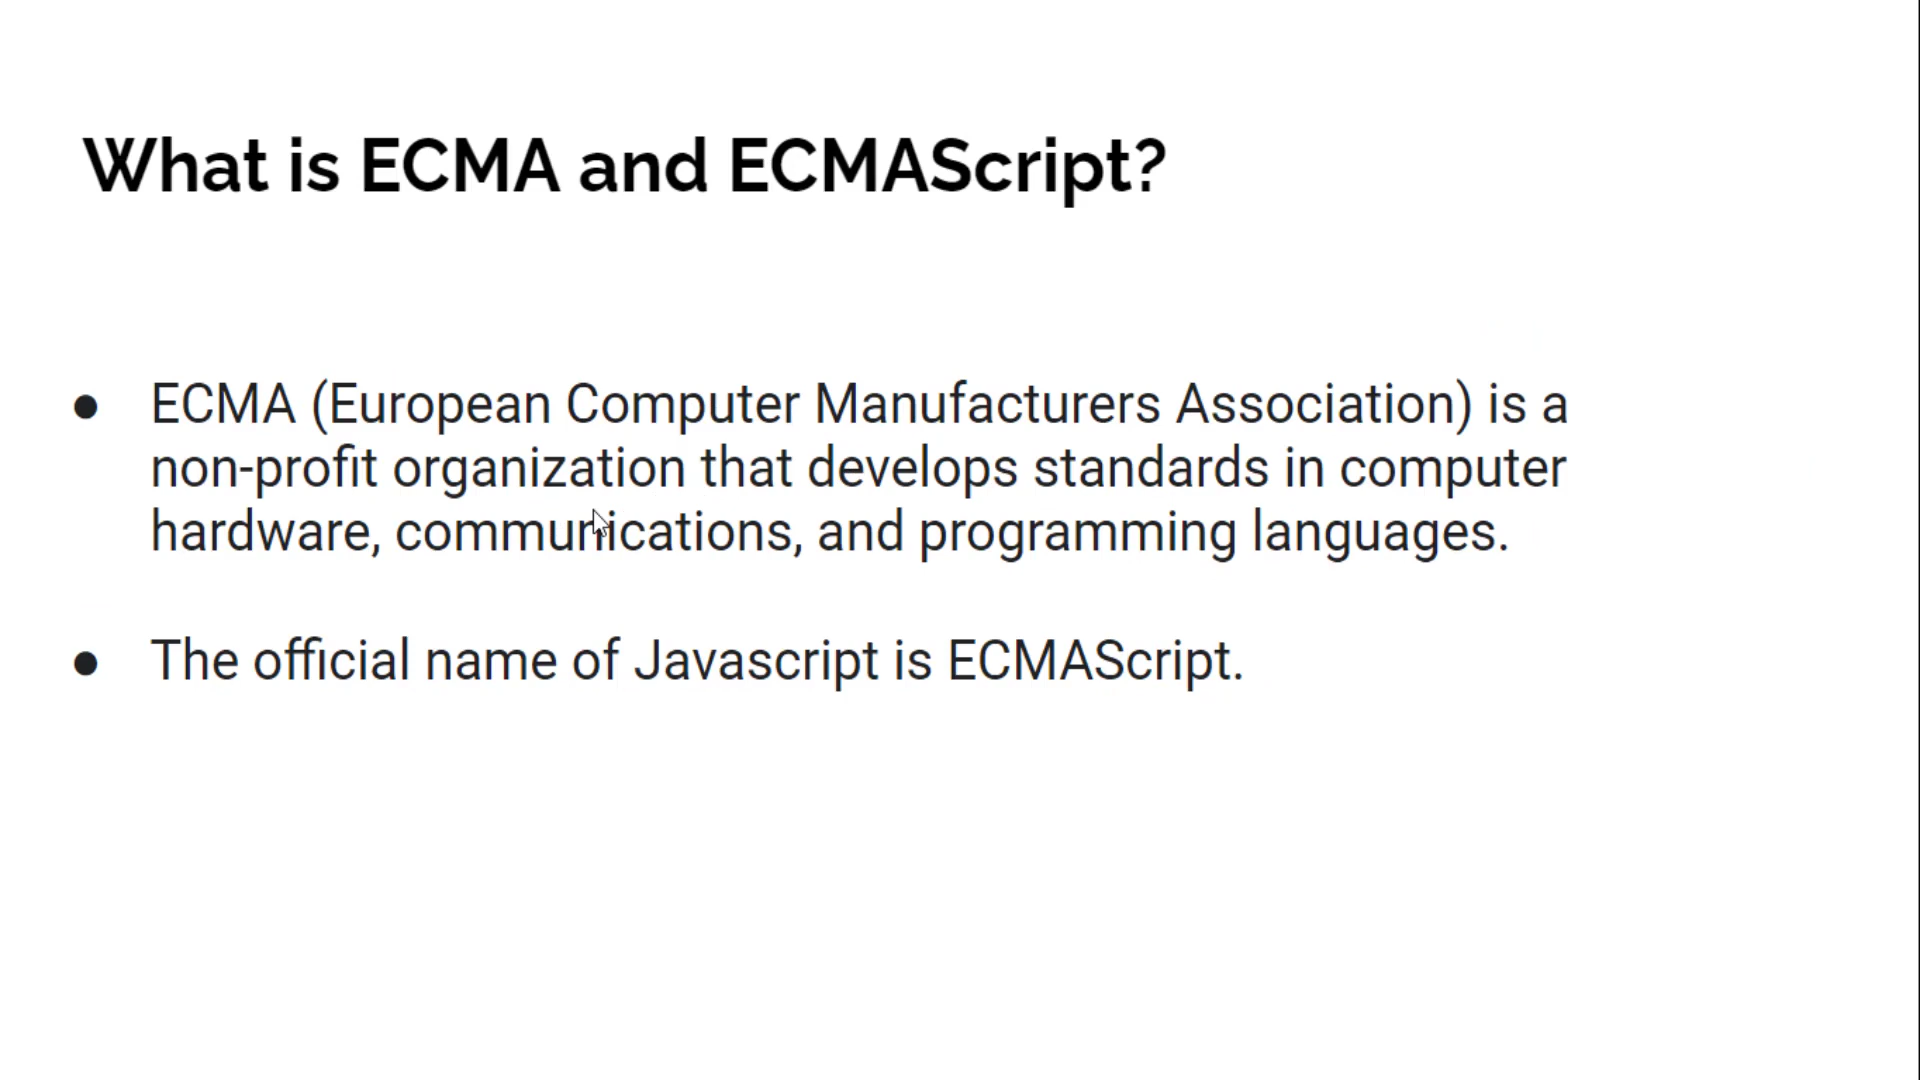 What is ECMA and ECMAScript?
● ECMA (European Computer Manufacturers Association) is a
non-profit organization that develops standards in computer
hardware, communications, and programming languages.
● The official name of Javascript is ECMAScript.